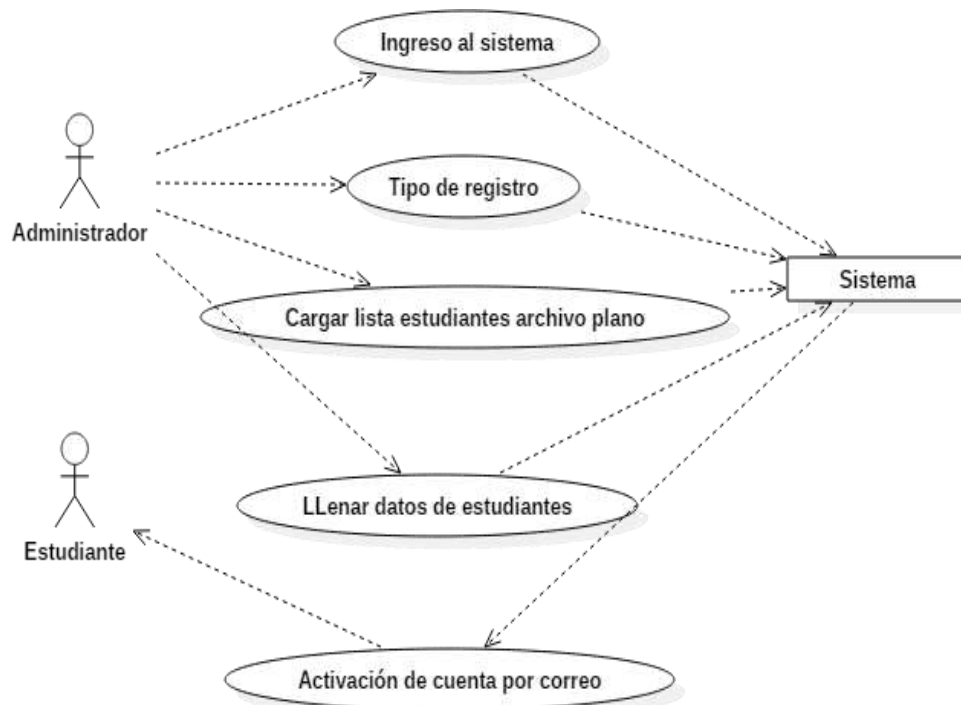 Ingreso al sistema
Tipo de registro
Administrador
Sistema
Cargar lista estudiantes archivo plano
LLenar datos de estudiantes
Estudiante
Activación de cuenta por correo